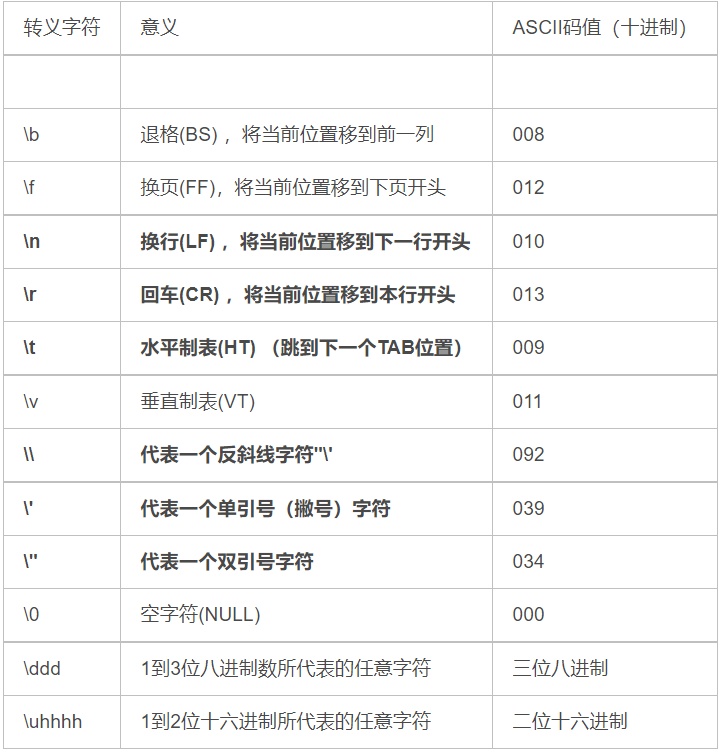 转义字符 意义 ASCII码值（十进制）
\b 退格(BS) ，将当前位置移到前一列 008
\f 换页(FF)，将当前位置移到下页开头 012
\n 换行(LF) ，将当前位置移到下一行开头 010
\r 回车(CR) ，将当前位置移到本行开头 013
\t 水平制表(HT) （跳到下一个TAB位置） 009
\v 垂直制表(VT) 011
\\ 代表一个反斜线字符''\' 092
\' 代表一个单引号（撇号）字符 039
\" 代表一个双引号字符 034
\0 空字符(NULL) 000
\ddd 1到3位八进制数所代表的任意字符 三位八进制
\uhhhh 1到2位十六进制所代表的任意字符 二位十六进制